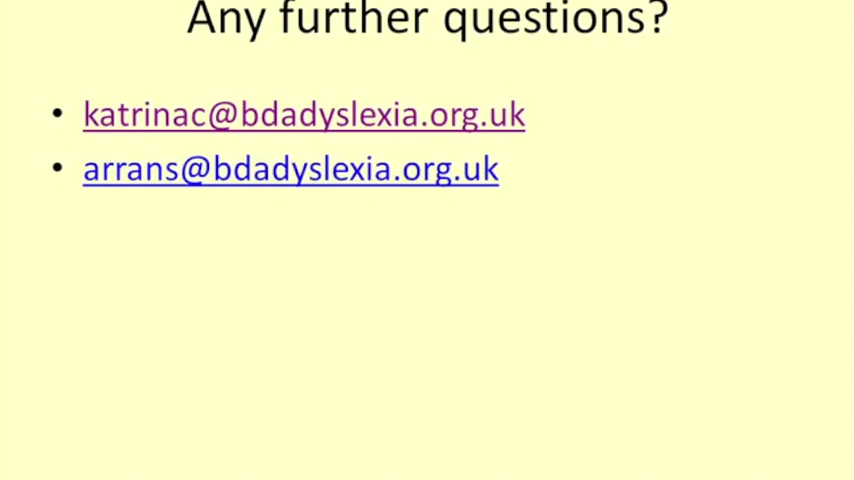 Any further questions?
• katrinac@bdadyslexia.org.uk
• arrans@bdadyslexia.org.uk